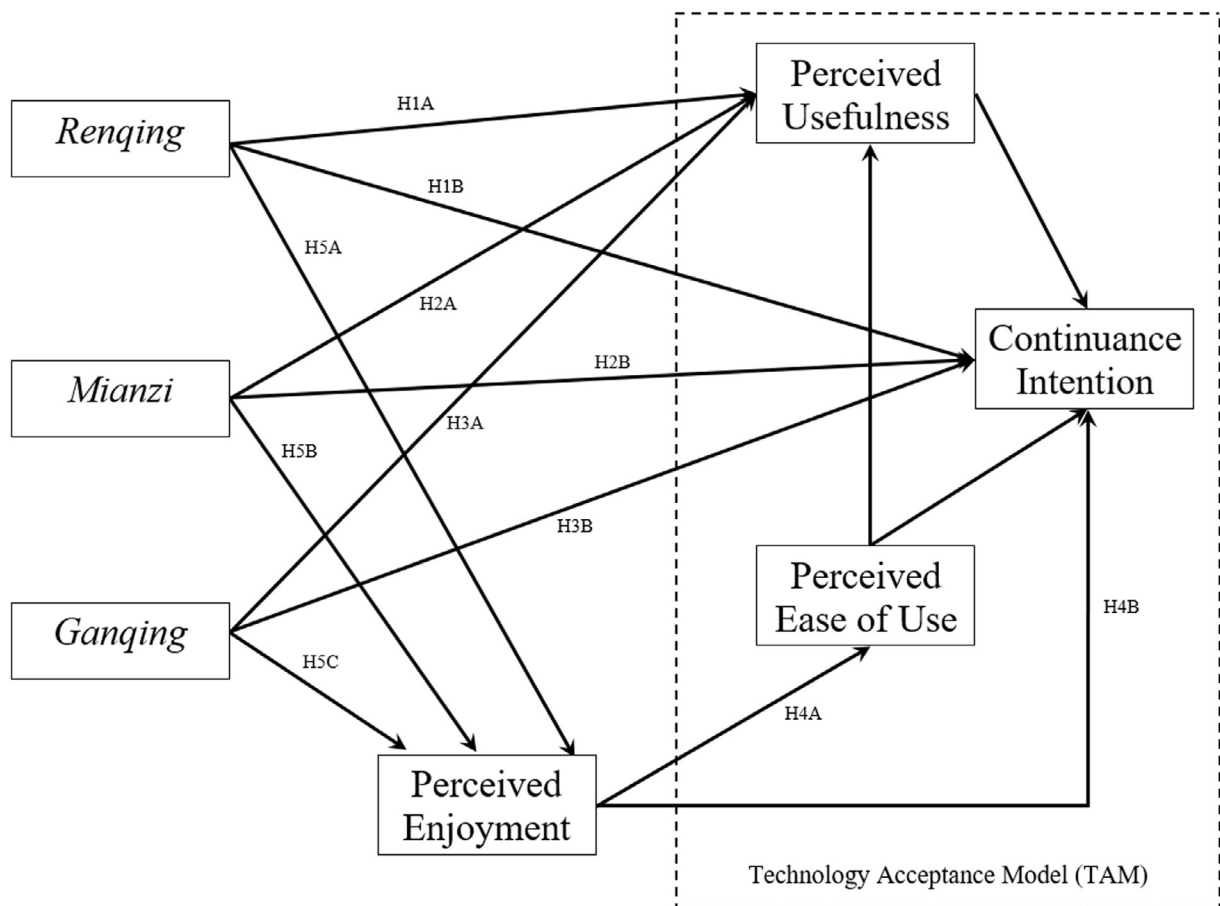 Perceived
Usefulness
Renqing
H1A
H1B
H5A
H2A
Continuance
Intention
Mianzi
H2B
H3A
H5B
H3B
Perceived
Ease of Use
Ganqing
H4B
H5C
H4A
Perceived
Enjoyment
Technology Acceptance Model (TAM)